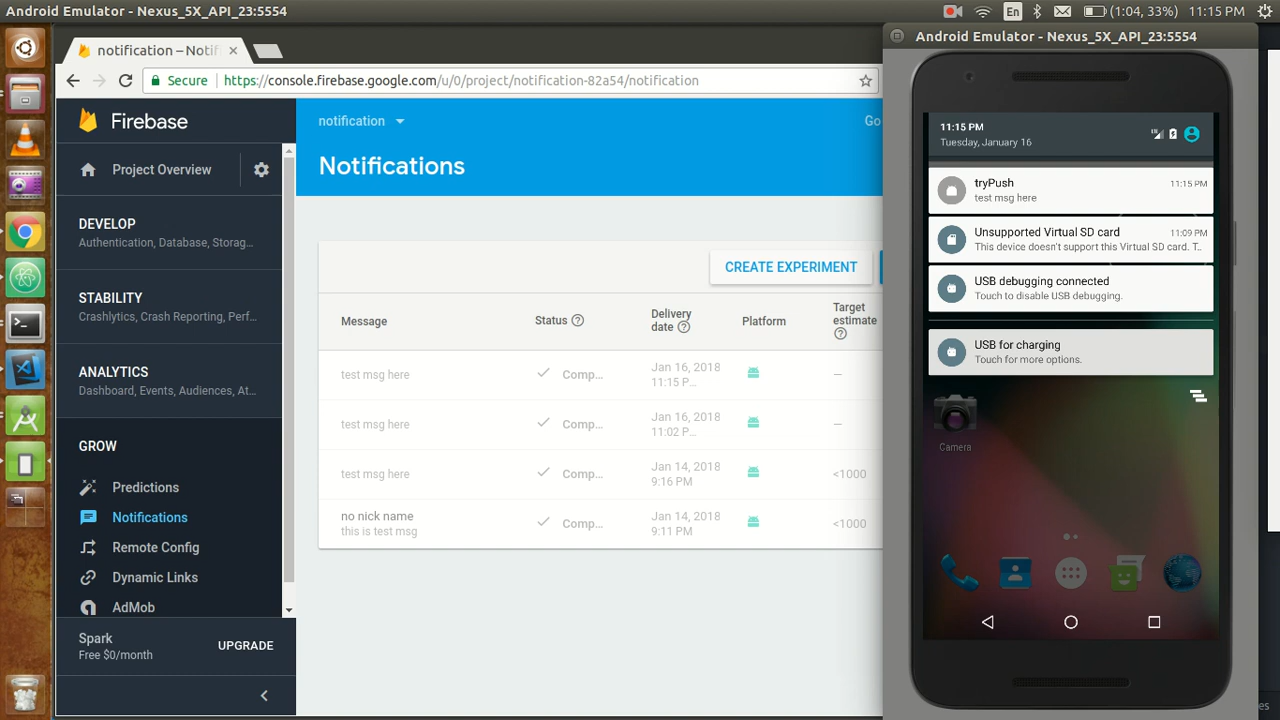 Android Emulator - Nexus_5X_API_23:5554
En
(1:04, 33%)
11:15 PM
notification – Notif
Secure
https://console.firebase.google.com/u/0/project/notification-82a54/notification
Firebase
Project Overview
DEVELOP
Authentication, Database, Storag...
STABILITY
Crashlytics, Crash Reporting, Perf...
ANALYTICS
Dashboard, Events, Audiences, At...
GROW
Predictions
Notifications
Remote Config
Dynamic Links
AdMob
Spark
Free $0/month
UPGRADE
notification
Go
Notifications
CREATE EXPERIMENT
Message
Status
Delivery
date
Platform
Target
estimate
test msg here
Comp...
Jan 16, 2018
11:15 P...
—
test msg here
Comp...
Jan 16, 2018
11:02 P...
—
test msg here
Comp...
Jan 14, 2018
9:16 PM
<1000
no nick name
this is test msg
Comp...
Jan 14, 2018
9:11 PM
<1000
Android Emulator - Nexus_5X_API_23:5554
11:15 PM
Tuesday, January 16
tryPush
11:15 PM
test msg here
Unsupported Virtual SD card
11:09 PM
This device doesn't support this Virtual SD card. T..
USB debugging connected
Touch to disable USB debugging.
USB for charging
Touch for more options.
Camera
es